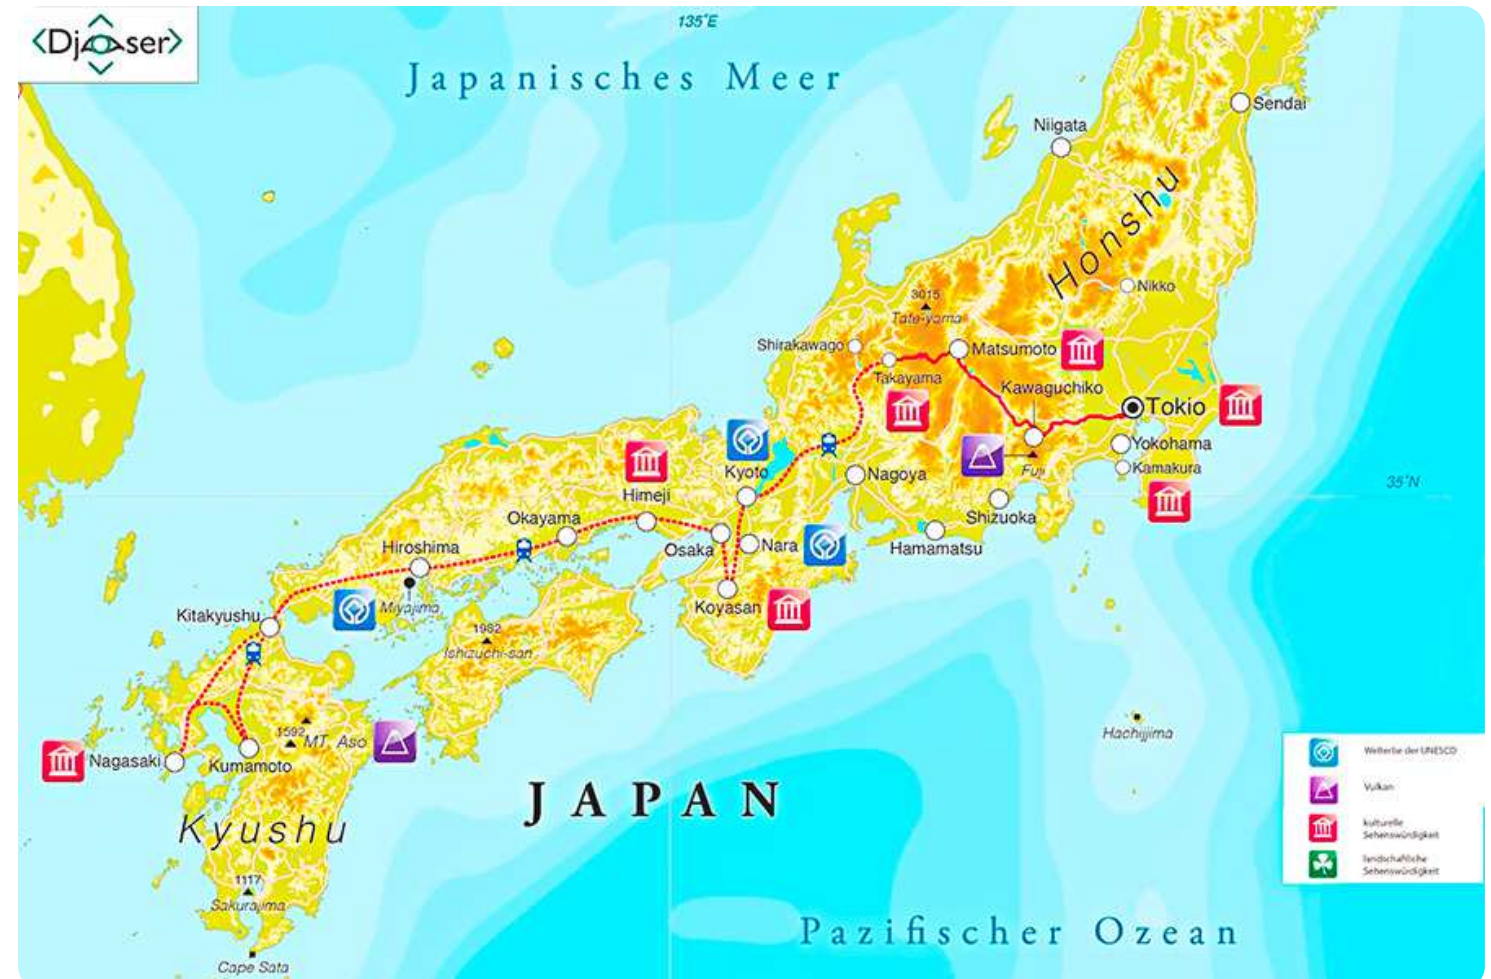 <Djoser>
135°E
Japanisches Meer
Sendai
Niigata
Honshu
Nikko
3015
Tate-yama
Shirakawago
Matsumoto
Takayama
Kawaguchiko
Tokio
Yokohama
Kamakura
Fuji
Kyoto
Nagoya
35°N
Himeji
Shizuoka
Okayama
Osaka
Nara
Hamamatsu
Hiroshima
Koyasan
Miyajima
Kitakyushu
1982
Ishizuchi-san
Hachijima
1592
MT. Aso
Nagasaki
Kumamoto
Welterbe der UNESCO
Vulkan
JAPAN
kulturelle
Sehenswürdigkeit
Kyushu
landschaftliche
Sehenswürdigkeit
1117
Sakurajima
Pazifischer Ozean
Cape Sata